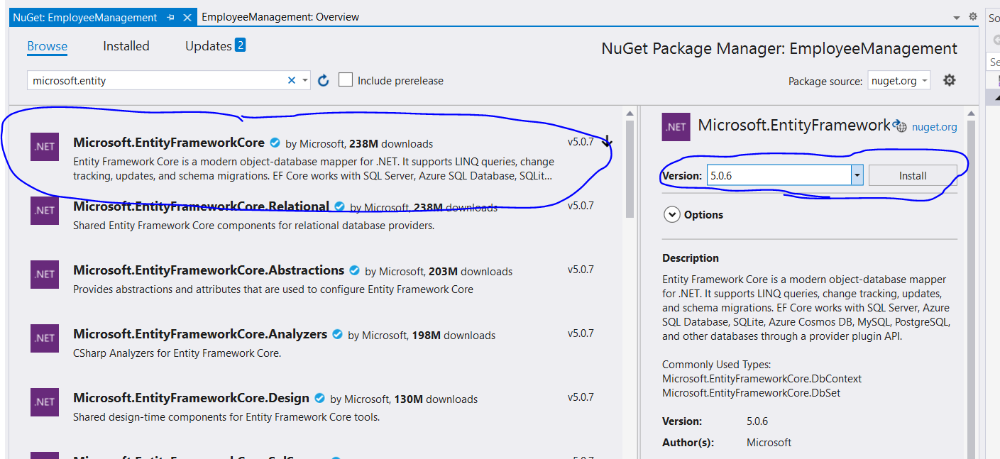 NuGet: EmployeeManagement
EmployeeManagement: Overview
So
Browse
Installed
Updates 2
NuGet Package Manager: EmployeeManagement
Se
microsoft.entity
Include prerelease
Package source: nuget.org
.NET
Microsoft.EntityFrameworkCore by Microsoft, 238M downloads
v5.0.7
Entity Framework Core is a modern object-database mapper for .NET. It supports LINQ queries, change
tracking, updates, and schema migrations. EF Core works with SQL Server, Azure SQL Database, SQLit...
.NET
Microsoft.EntityFrameworkCore.Relational by Microsoft, 238M downloads
v5.0.7
Shared Entity Framework Core components for relational database providers.
.NET
Microsoft.EntityFrameworkCore.Abstractions by Microsoft, 203M downloads
v5.0.7
Provides abstractions and attributes that are used to configure Entity Framework Core
.NET
Microsoft.EntityFrameworkCore.Analyzers by Microsoft, 198M downloads
v5.0.7
CSharp Analyzers for Entity Framework Core.
.NET
Microsoft.EntityFrameworkCore.Design by Microsoft, 130M downloads
v5.0.7
Shared design-time components for Entity Framework Core tools.
.NET
Microsoft.EntityFramework
nuget.org
Version: 5.0.6
Install
Options
Description
Entity Framework Core is a modern object-database mapper
for .NET. It supports LINQ queries, change tracking, updates,
and schema migrations. EF Core works with SQL Server, Azure
SQL Database, SQLite, Azure Cosmos DB, MySQL, PostgreSQL,
and other databases through a provider plugin API.
Commonly Used Types:
Microsoft.EntityFrameworkCore.DbContext
Microsoft.EntityFrameworkCore.DbSet
Version: 5.0.6
Author(s): Microsoft